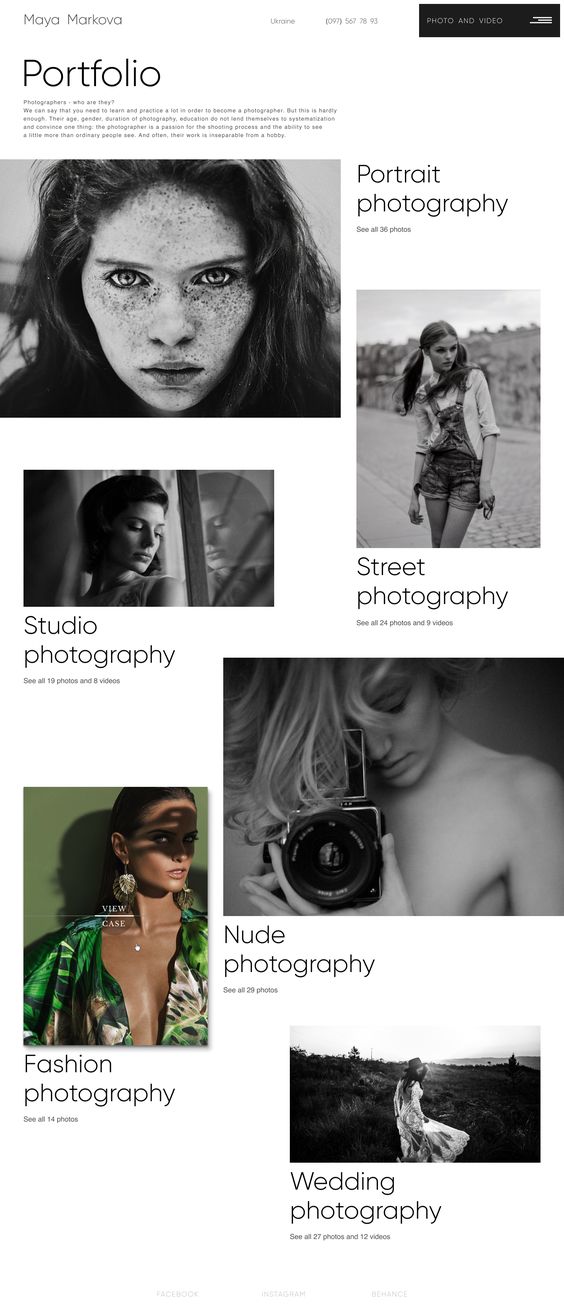 Maya Markova
Ukraine
(097) 567 78 93
PHOTO AND VIDEO
Portfolio
Photographers - who are they?
We can say that you need to learn and practice a lot in order to become a photographer. But this is hardly
enough. Their age, gender, duration of photography, education do not lend themselves to systematization
and convince one thing: the photographer is a passion for the shooting process and the ability to see
a little more than ordinary people see. And often, their work is inseparable from a hobby.
Portrait
photography
See all 36 photos
Street
photography
See all 24 photos and 9 videos
Studio
photography
See all 19 photos and 8 videos
VIEW
CASE
Nude
photography
See all 29 photos
Fashion
photography
See all 14 photos
Wedding
photography
See all 27 photos and 12 videos
FACEBOOK
INSTAGRAM
BEHANCE